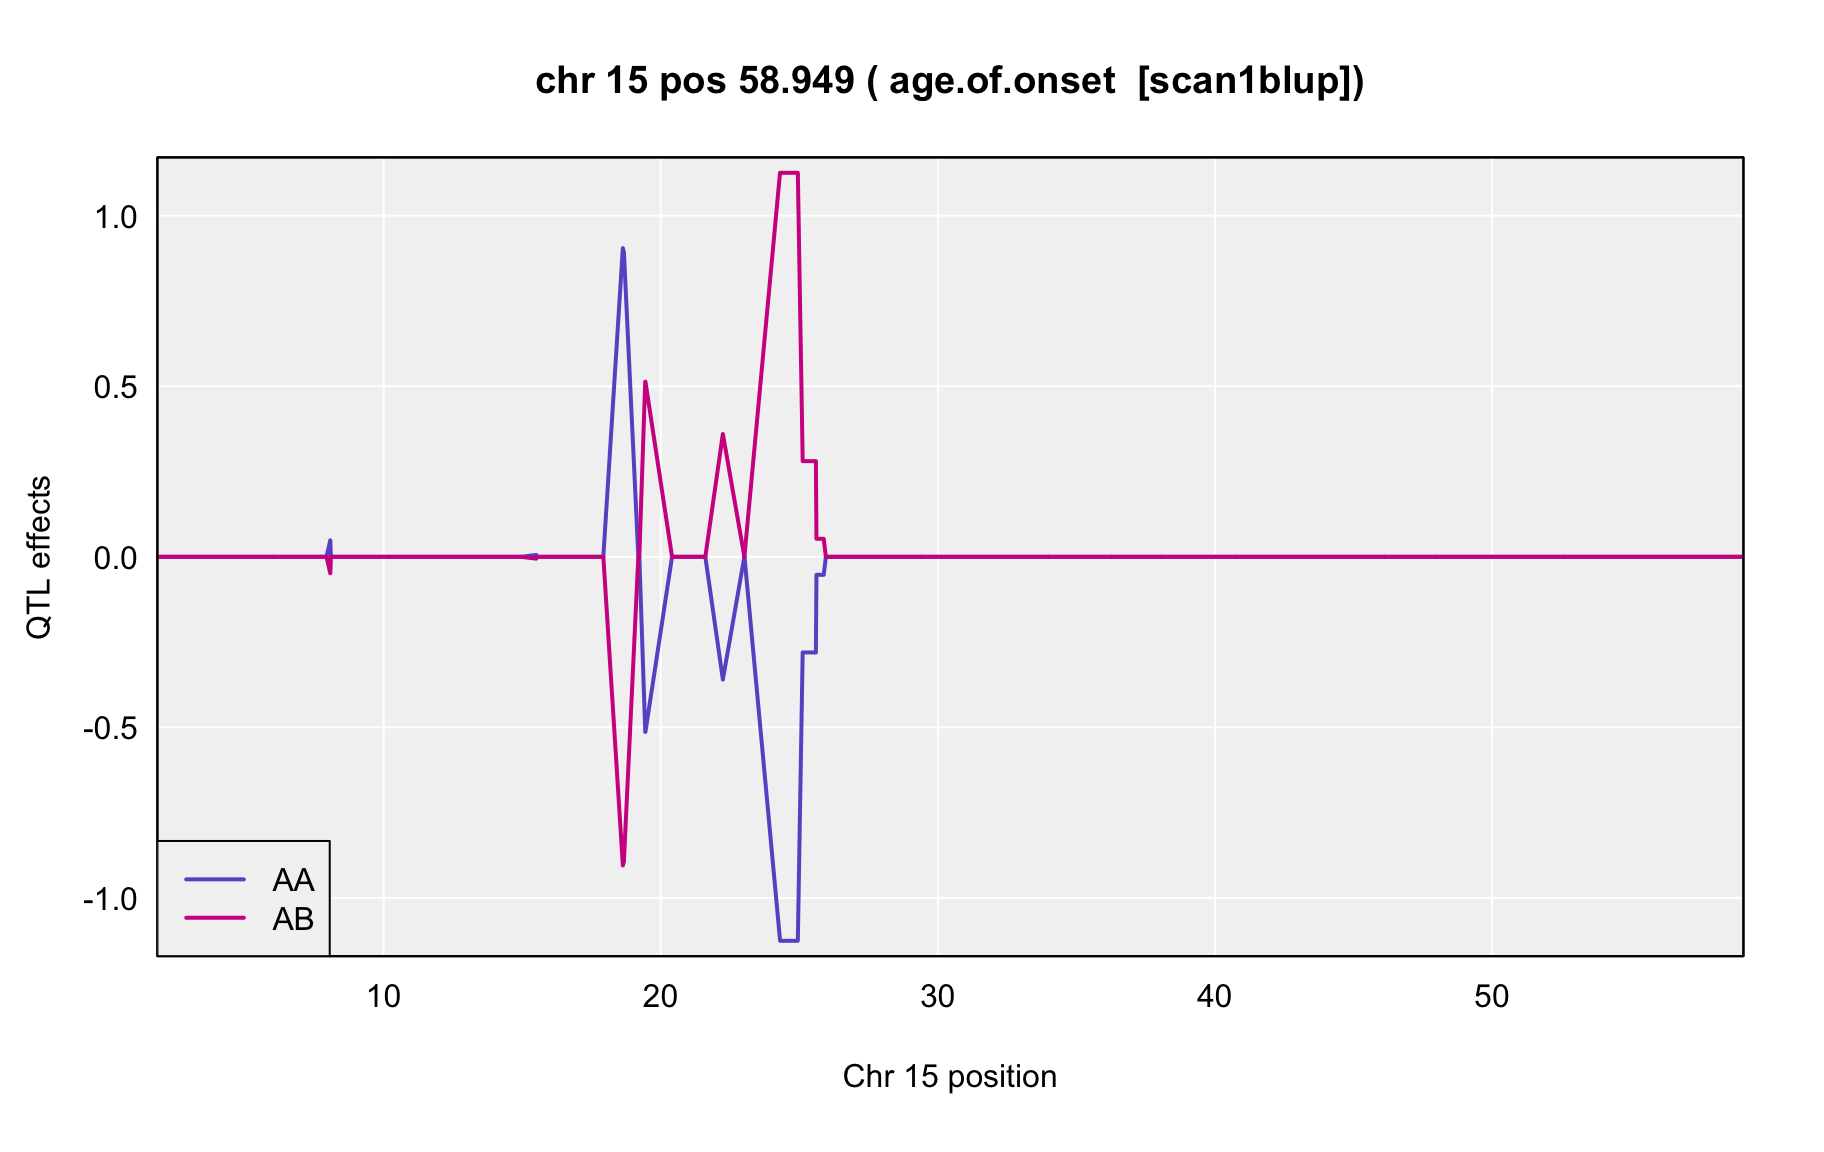 chr 15 pos 58.949 ( age.of.onset  [scan1blup])
1.0
0.5
0.0
-0.5
-1.0
QTL effects
AA
AB
10 20 30 40 50
Chr 15 position